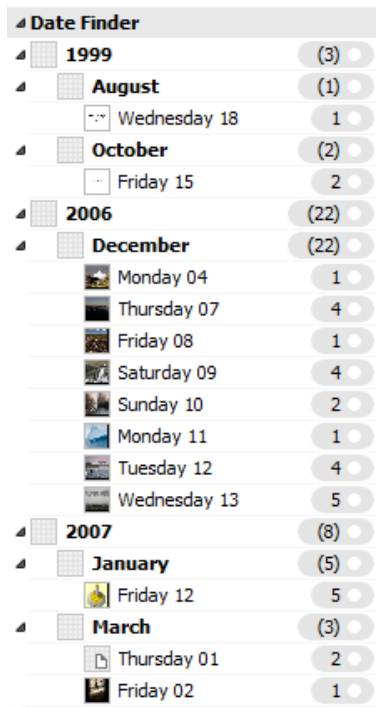 Date Finder
1999 (3)
August (1)
Wednesday 18 1
October (2)
Friday 15 2
2006 (22)
December (22)
Monday 04 1
Thursday 07 4
Friday 08 1
Saturday 09 4
Sunday 10 2
Monday 11 1
Tuesday 12 4
Wednesday 13 5
2007 (8)
January (5)
Friday 12 5
March (3)
Thursday 01 2
Friday 02 1